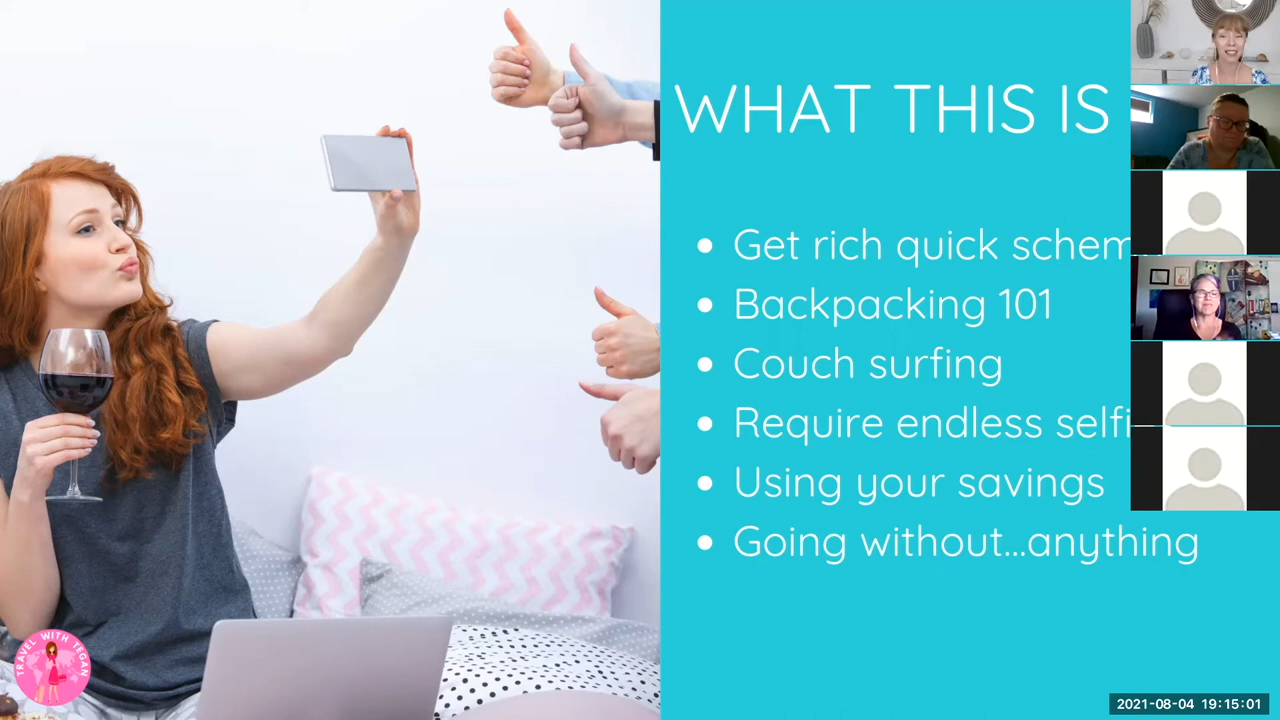 WHAT THIS IS
Get rich quick schem
Backpacking 101
Couch surfing
Require endless selfi
Using your savings
Going without...anything
TRAVEL WITH TEGAN
2021-08-04 19:15:01